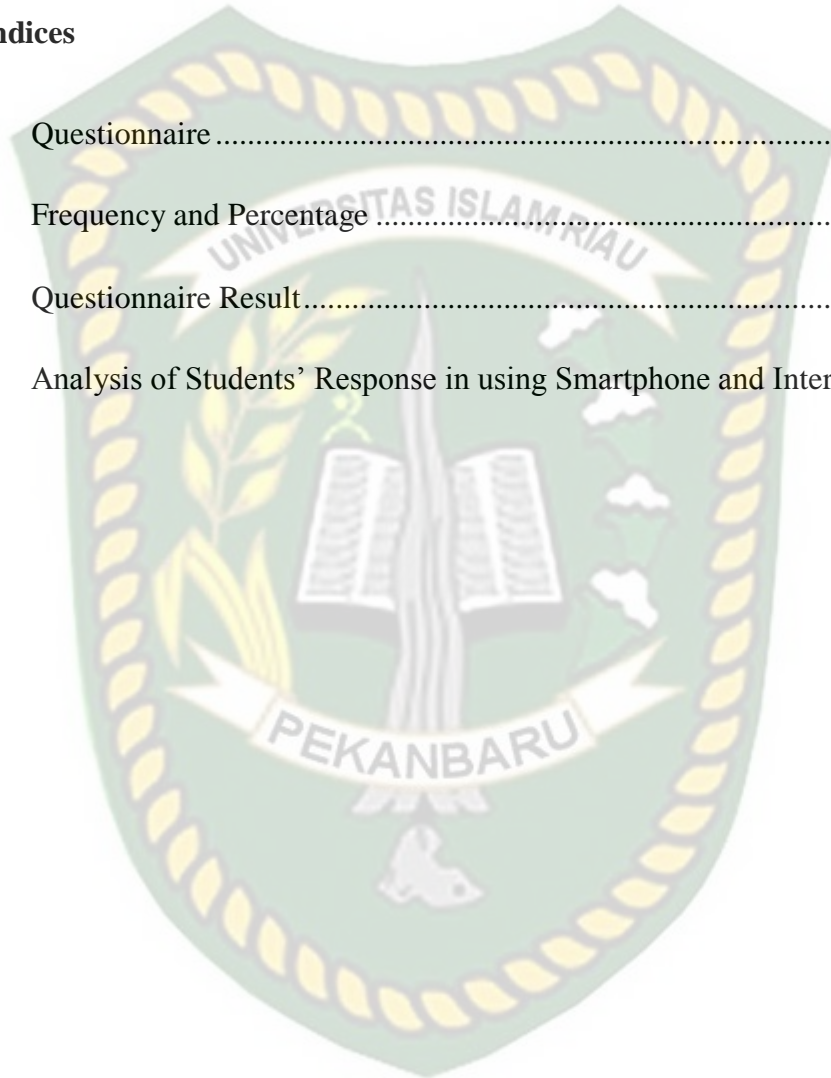 ndices
Questionnaire ..............................................................................
Frequency and Percentage .........................................................
UNIVERSITAS ISLAM RIAU
Questionnaire Result..................................................................
Analysis of Students’ Response in using Smartphone and Inter
PEKANBARU